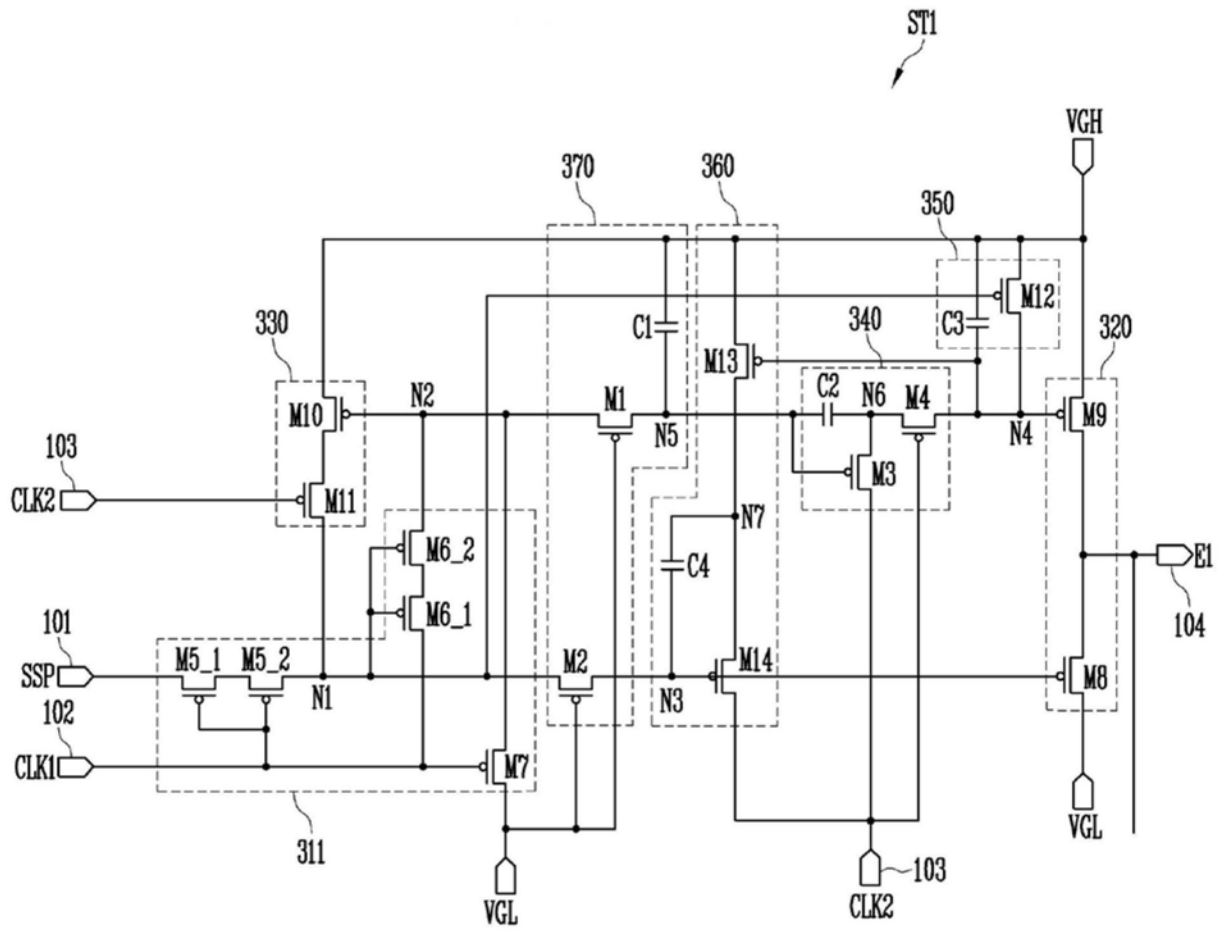 ST1
VGH
370
360
350
M12
330
C1
340
C3
320
M13
C2
N6
M4
M10
N2
M1
N5
N4
M9
103
M3
CLK2
M11
N7
M6_2
C4
E1
M6_1
104
101
M5_1
M5_2
M2
M14
SSP
N1
N3
M8
102
CLK1
M7
311
VGL
103
CLK2
VGL